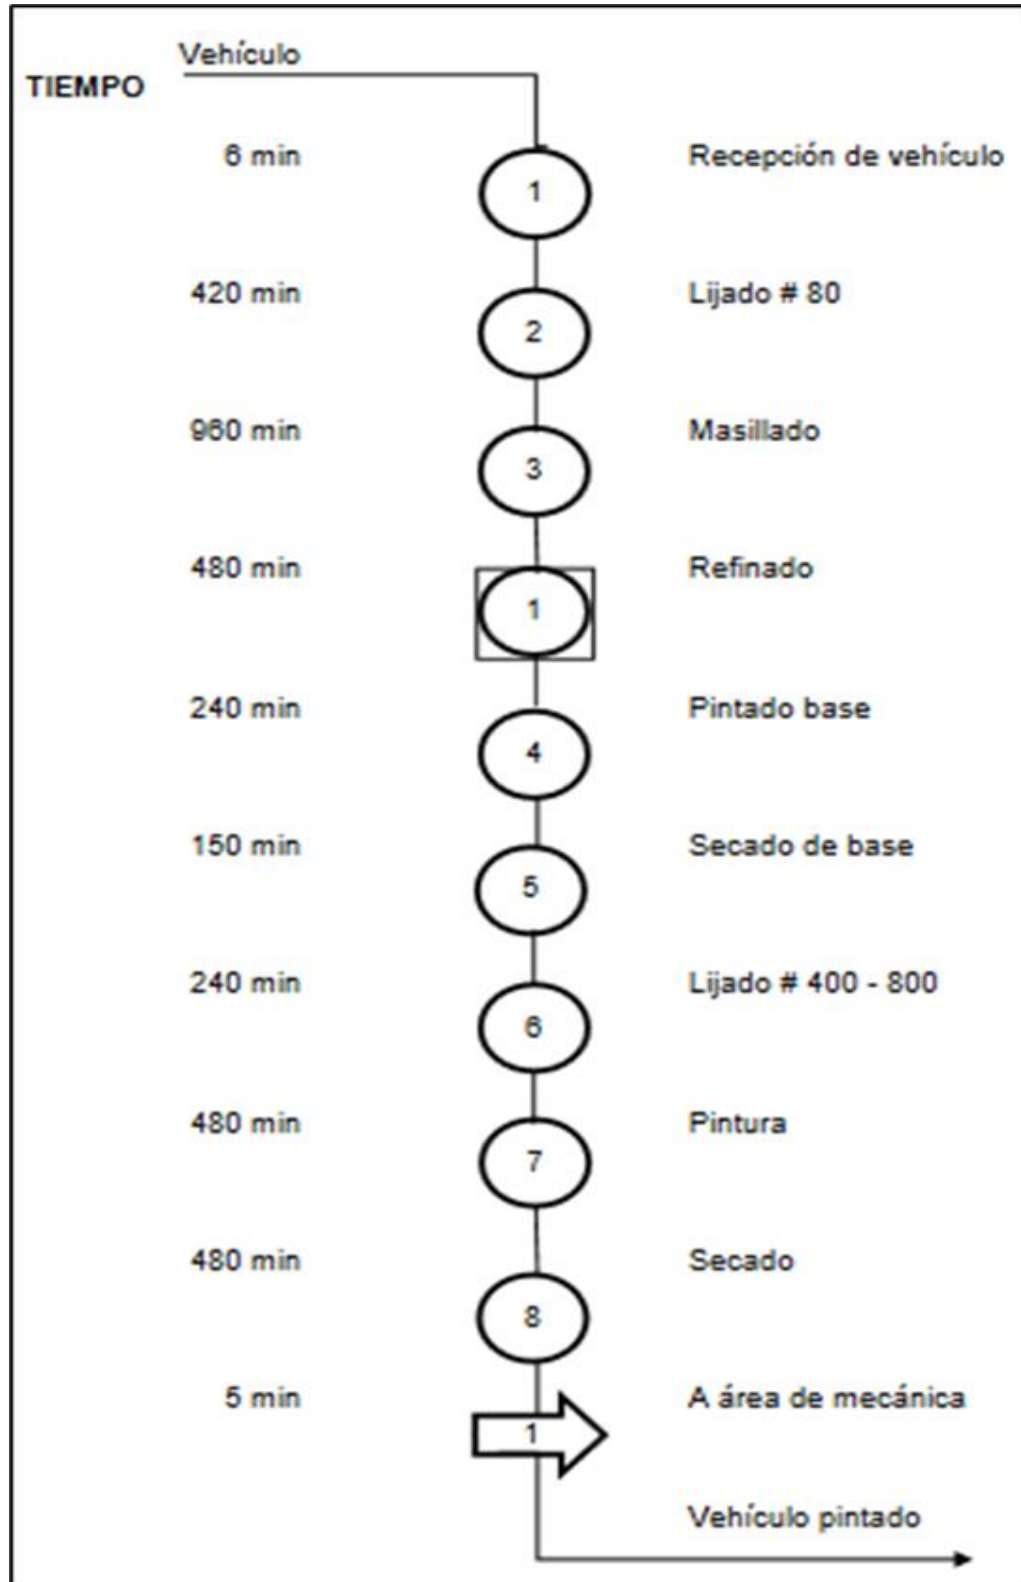 Vehículo
TIEMPO
6 min
1
Recepción de vehículo
420 min
2
Lijado # 80
960 min
3
Masillado
480 min
1
Refinado
240 min
4
Pintado base
150 min
5
Secado de base
240 min
6
Lijado # 400 - 800
480 min
7
Pintura
480 min
8
Secado
5 min
1
A área de mecánica
Vehículo pintado